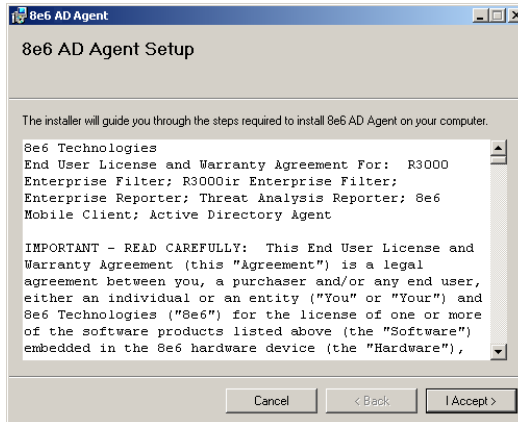 8e6 AD Agent
8e6 AD Agent Setup
The installer will guide you through the steps required to install 8e6 AD Agent on your computer.
8e6 Technologies
End User License and Warranty Agreement For:  R3000
Enterprise Filter; R3000ir Enterprise Filter;
Enterprise Reporter; Threat Analysis Reporter; 8e6
Mobile Client; Active Directory Agent
IMPORTANT - READ CAREFULLY:  This End User License and
Warranty Agreement (this "Agreement") is a legal
agreement between you, a purchaser and/or any end user,
either an individual or an entity ("You" or "Your") and
8e6 Technologies ("8e6") for the license of one or more
of the software products listed above (the "Software")
embedded in the 8e6 hardware device (the "Hardware"),
Cancel
< Back
I Accept >